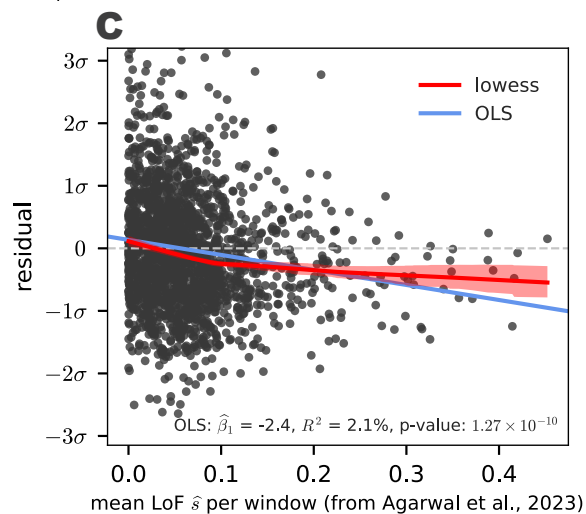 C
3σ
2σ
1σ
0
−1σ
−2σ
−3σ
residual
lowess
OLS
OLS: β̂₁ = -2.4, R² = 2.1%, p-value: 1.27 × 10⁻¹⁰
0.0 0.1 0.2 0.3 0.4
mean LoF ŝ per window (from Agarwal et al., 2023)